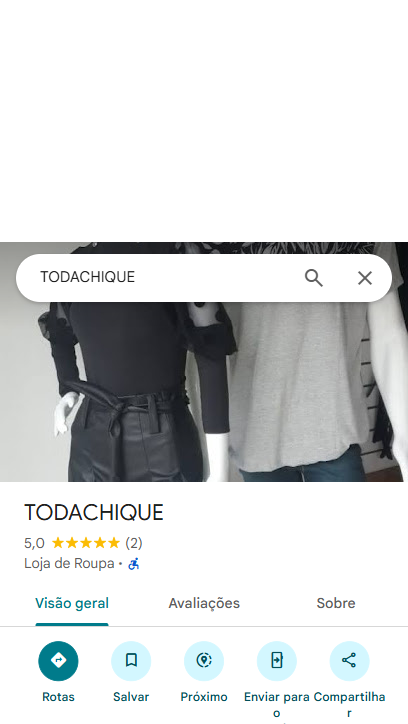 TODACHIQUE
TODACHIQUE
5,0 (2)
Loja de Roupa ·
Visão geral Avaliações Sobre
Rotas Salvar Próximo Enviar para o Compartilhar